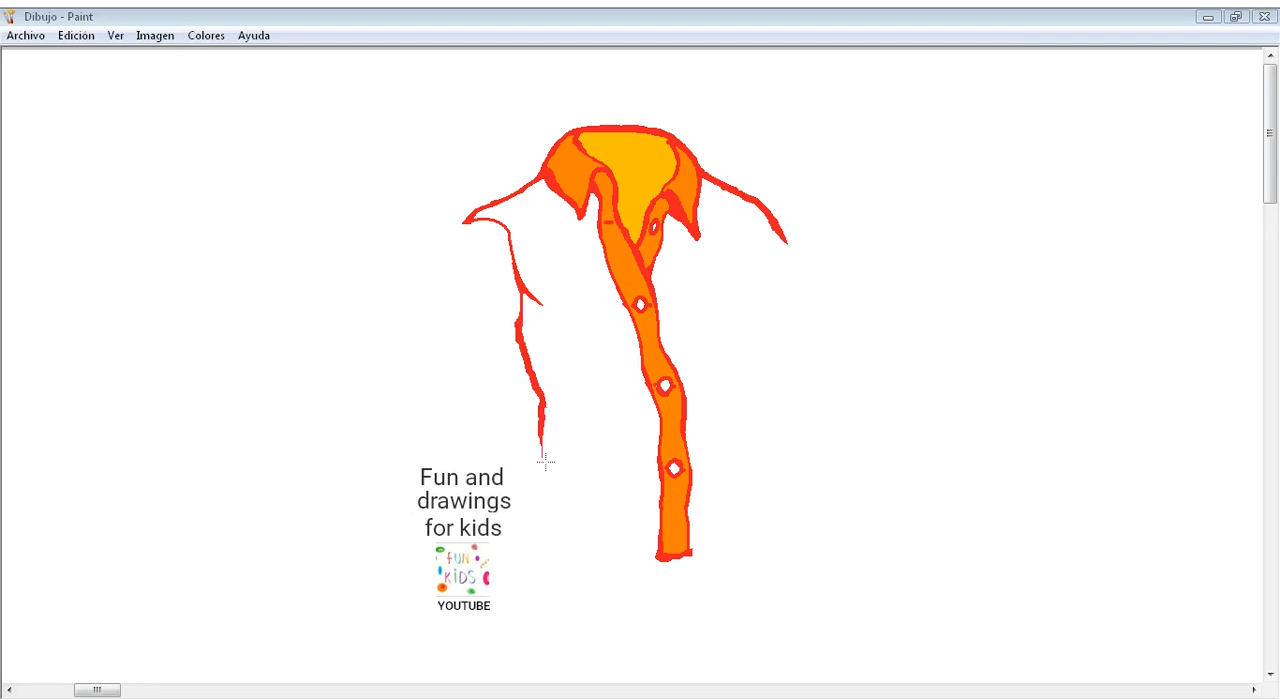 Dibujo - Paint
Archivo Edición Ver Imagen Colores Ayuda
Fun and
drawings
for kids
FUN
KIDS
YOUTUBE